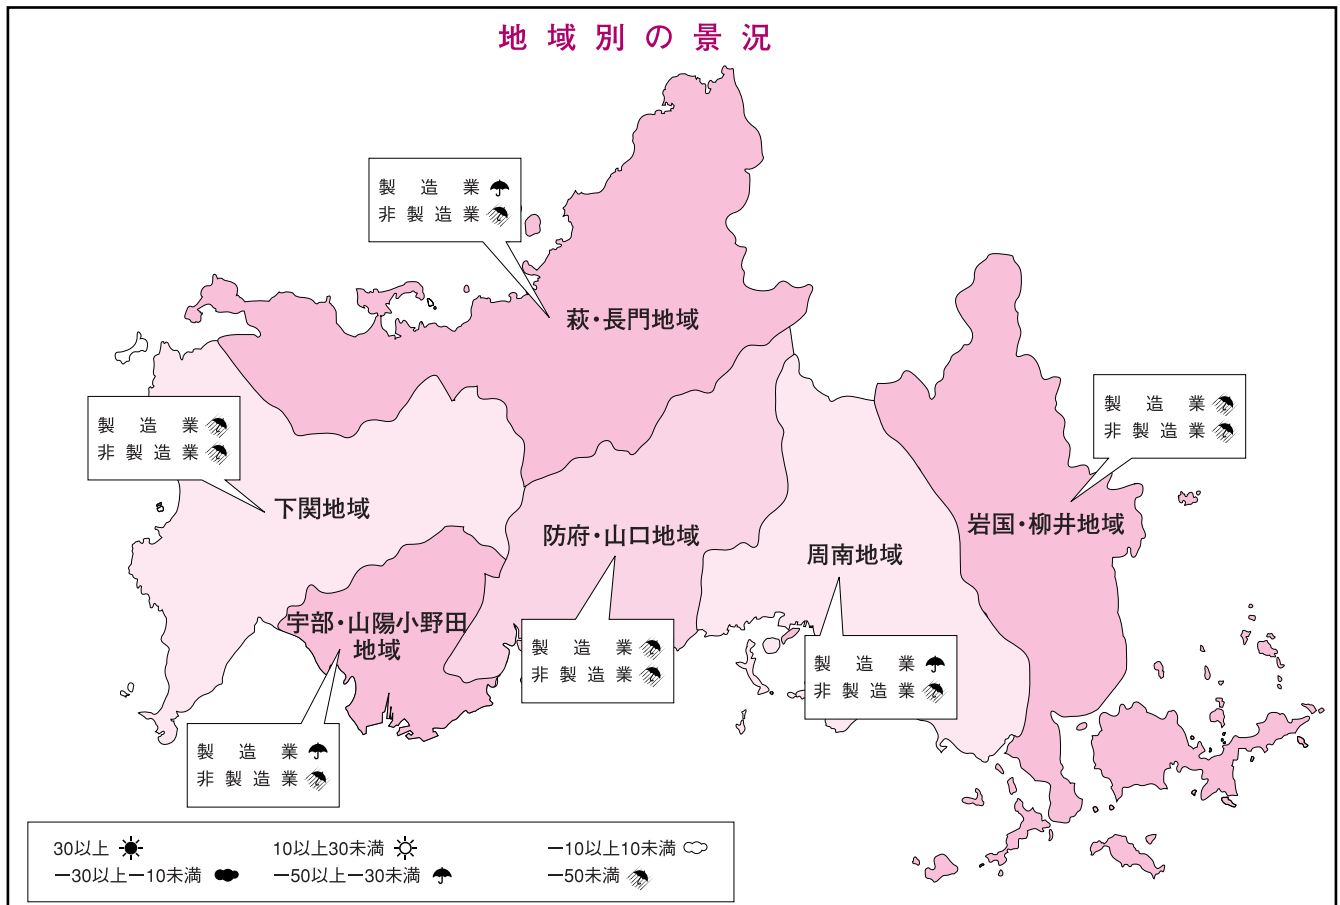 地域別の景況
製造業
非製造業
萩・長門地域
製造業
非製造業
下関地域
製造業
非製造業
岩国・柳井地域
防府・山口地域
製造業
非製造業
周南地域
製造業
非製造業
宇部・山陽小野田
地域
製造業
非製造業
30以上 10以上30未満 −10以上10未満
−30以上−10未満 −50以上−30未満 −50未満